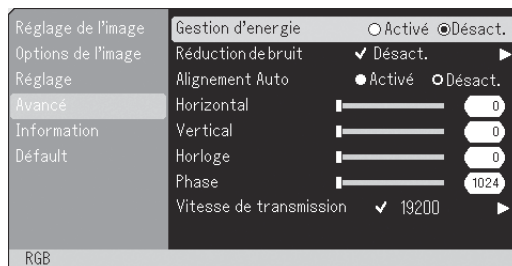 Réglage de l'image
Options de l'image
Réglage
Avancé
Information
Défault
Gestion d'energie Activé Désact.
Réduction de bruit Désact.
Alignement Auto Activé Désact.
Horizontal 0
Vertical 0
Horloge 0
Phase 1024
Vitesse de transmission 19200
RGB